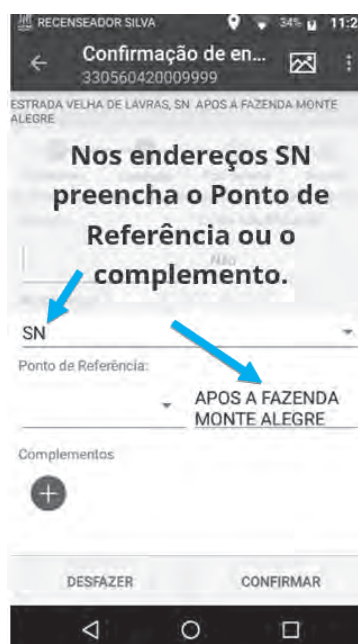 RECENSEADOR SILVA 34% 11:2
Confirmação de en...
330560420009999
ESTRADA VELHA DE LAVRAS, SN APOS A FAZENDA MONTE
ALEGRE
Nos endereços SN
preencha o Ponto de
Referência ou o
complemento.
Não
SN
Ponto de Referência:
APOS A FAZENDA
MONTE ALEGRE
Complementos
DESFAZER CONFIRMAR